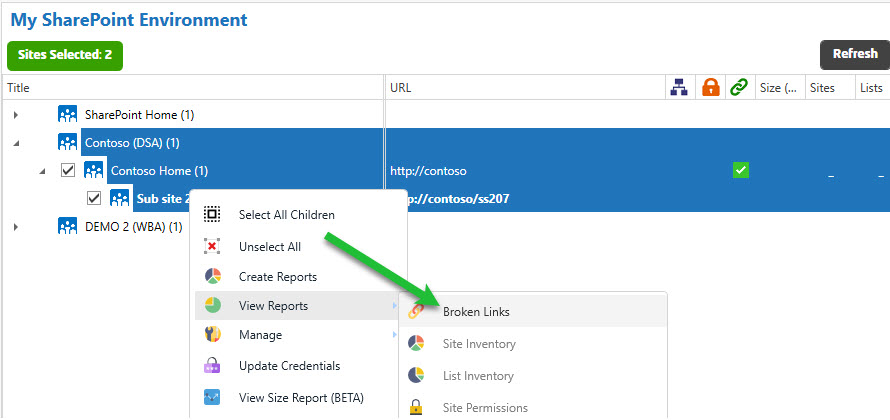 My SharePoint Environment
Sites Selected: 2
Refresh
Title URL Size (... Sites Lists
SharePoint Home (1)
Contoso (DSA) (1)
Contoso Home (1) http://contoso _ _
Sub site 2 p://contoso/ss207
DEMO 2 (WBA) (1)
Select All Children
Unselect All
Create Reports
View Reports
Manage
Update Credentials
View Size Report (BETA)
Broken Links
Site Inventory
List Inventory
Site Permissions